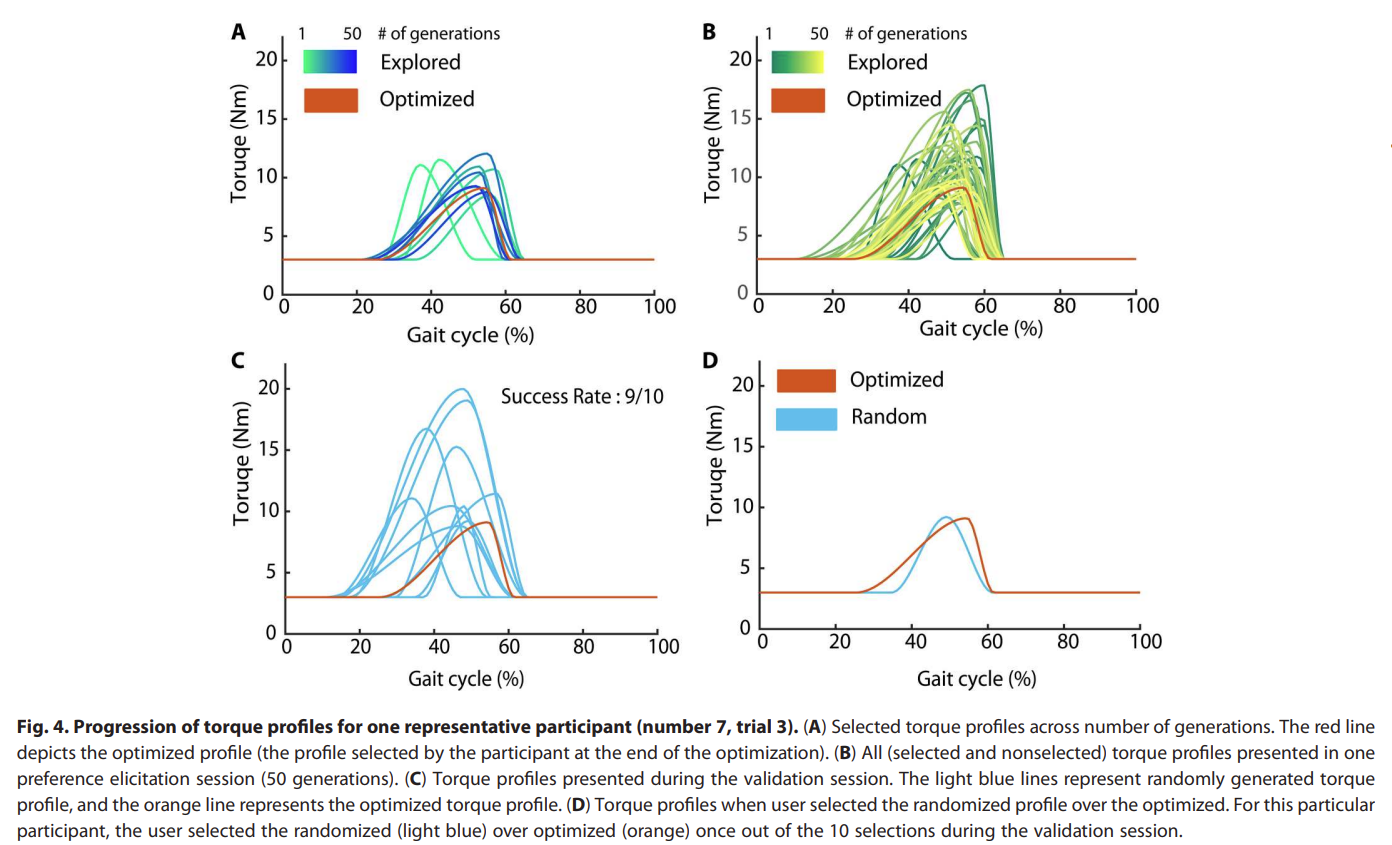 A
1 50 # of generations
Explored
Optimized
20
15
10
5
0
Toruqe (Nm)
0 20 40 60 80 100
Gait cycle (%)
B
1 50 # of generations
Explored
Optimized
20
15
10
5
0
Toruqe (Nm)
0 20 40 60 80 100
Gait cycle (%)
C
Success Rate : 9/10
20
15
10
5
0
Toruqe (Nm)
0 20 40 60 80 100
Gait cycle (%)
D
Optimized
Random
20
15
10
5
0
Toruqe (Nm)
0 20 40 60 80 100
Gait cycle (%)
Fig. 4. Progression of torque profiles for one representative participant (number 7, trial 3). (A) Selected torque profiles across number of generations. The red line
depicts the optimized profile (the profile selected by the participant at the end of the optimization). (B) All (selected and nonselected) torque profiles presented in one
preference elicitation session (50 generations). (C) Torque profiles presented during the validation session. The light blue lines represent randomly generated torque
profile, and the orange line represents the optimized torque profile. (D) Torque profiles when user selected the randomized profile over the optimized. For this particular
participant, the user selected the randomized (light blue) over optimized (orange) once out of the 10 selections during the validation session.